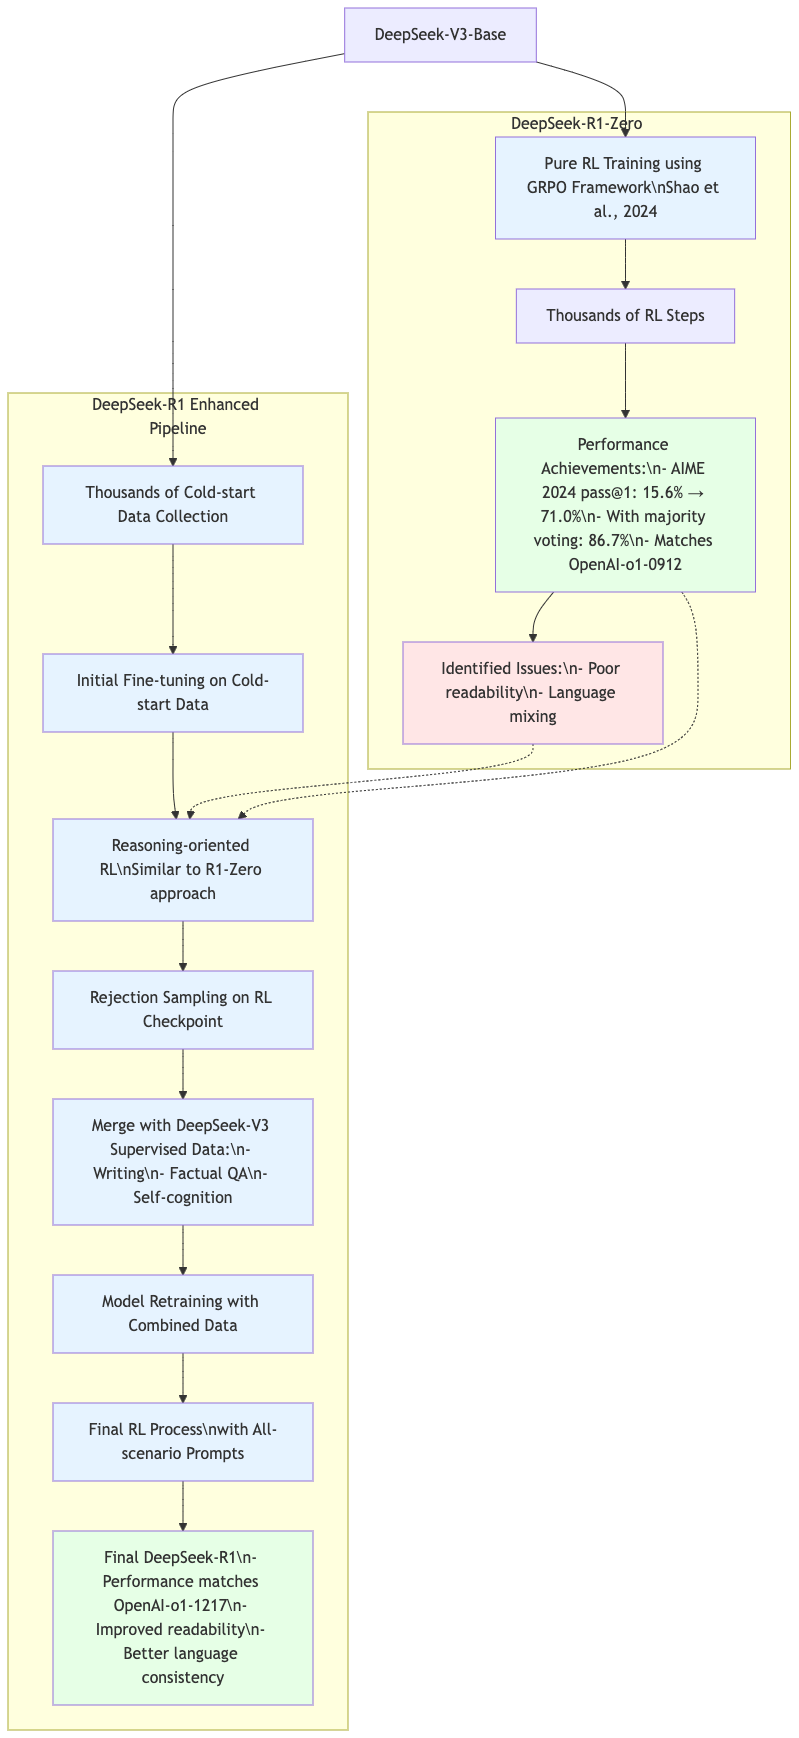 DeepSeek-V3-Base
DeepSeek-R1-Zero
Pure RL Training using
GRPO Framework\nShao et
al., 2024
Thousands of RL Steps
Performance
Achievements:\n- AIME
2024 pass@1: 15.6% →
71.0%\n- With majority
voting: 86.7%\n- Matches
OpenAI-o1-0912
Identified Issues:\n- Poor
readability\n- Language
mixing
DeepSeek-R1 Enhanced
Pipeline
Thousands of Cold-start
Data Collection
Initial Fine-tuning on Cold-
start Data
Reasoning-oriented
RL\nSimilar to R1-Zero
approach
Rejection Sampling on RL
Checkpoint
Merge with DeepSeek-V3
Supervised Data:\n-
Writing\n- Factual QA\n-
Self-cognition
Model Retraining with
Combined Data
Final RL Process\nwith All-
scenario Prompts
Final DeepSeek-R1\n-
Performance matches
OpenAI-o1-1217\n-
Improved readability\n-
Better language
consistency